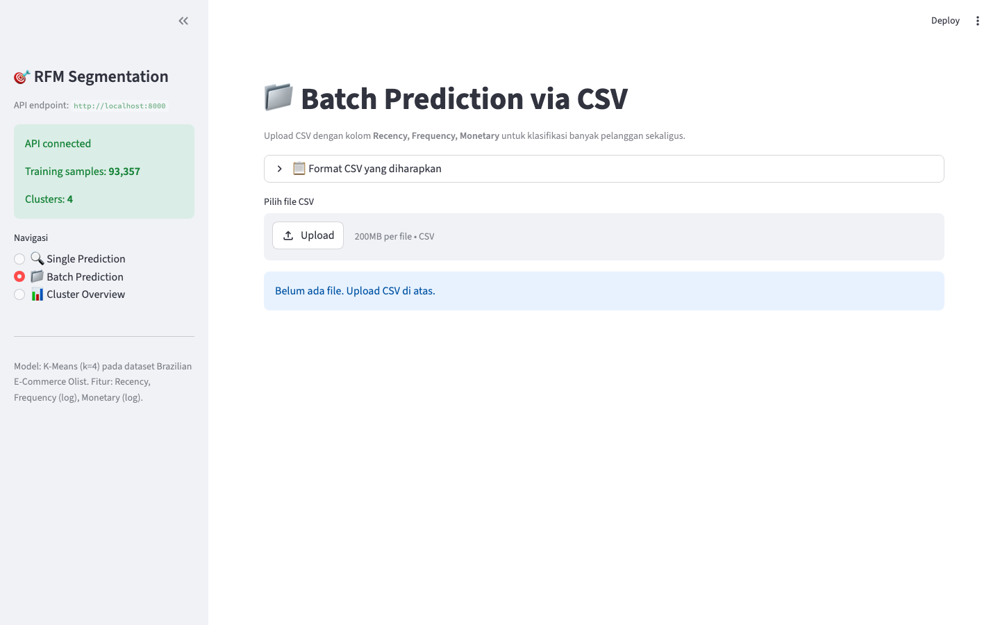 RFM Segmentation
API endpoint: http://localhost:8000
API connected
Training samples: 93,357
Clusters: 4
Navigasi
Single Prediction
Batch Prediction
Cluster Overview
Model: K-Means (k=4) pada dataset Brazilian
E-Commerce Olist. Fitur: Recency,
Frequency (log), Monetary (log).
Deploy
Batch Prediction via CSV
Upload CSV dengan kolom Recency, Frequency, Monetary untuk klasifikasi banyak pelanggan sekaligus.
Format CSV yang diharapkan
Pilih file CSV
Upload 200MB per file • CSV
Belum ada file. Upload CSV di atas.